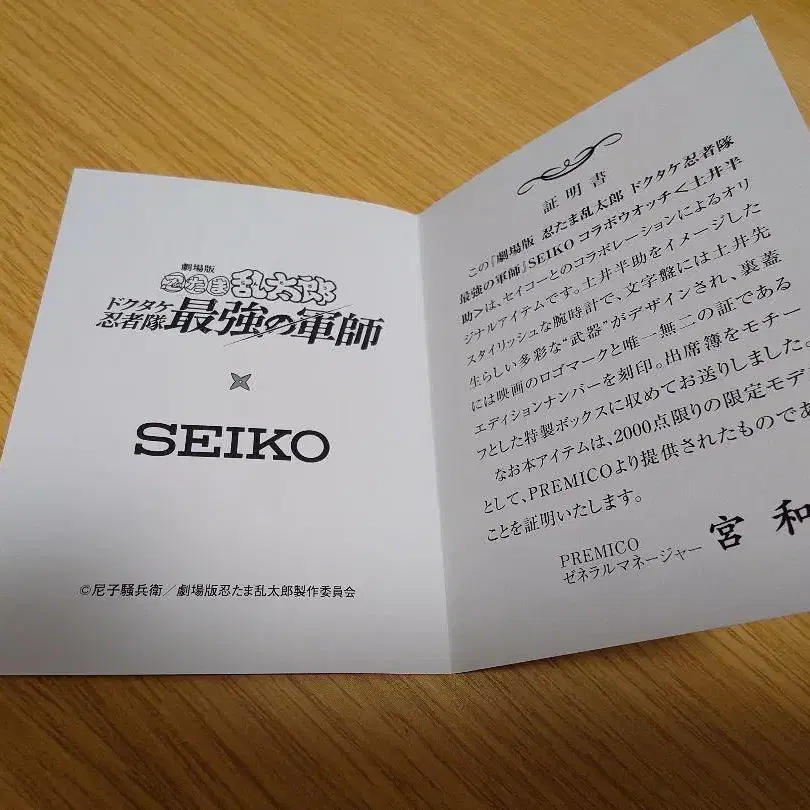 劇場版
忍たま乱太郎
ドクタケ
忍者隊
最強の軍師
SEIKO
©尼子騒兵衛／劇場版忍たま乱太郎製作委員会
証明書
この『劇場版 忍たま乱太郎 ドクタケ忍者隊
最強の軍師』SEIKOコラボウオッチ＜土井半
助＞は、セイコーとのコラボレーションによるオリ
ジナルアイテムです。土井半助をイメージした
スタイリッシュな腕時計で、文字盤には土井先
生らしい多彩な“武器”がデザインされ、裏蓋
には映画のロゴマークと唯一無二の証である
エディションナンバーを刻印。出席簿をモチー
フとした特製ボックスに収めてお送りしました。
なお本アイテムは、2000点限りの限定モデ
として、PREMICOより提供されたものであ
ことを証明いたします。
PREMICO
ゼネラルマネージャー
宮 和